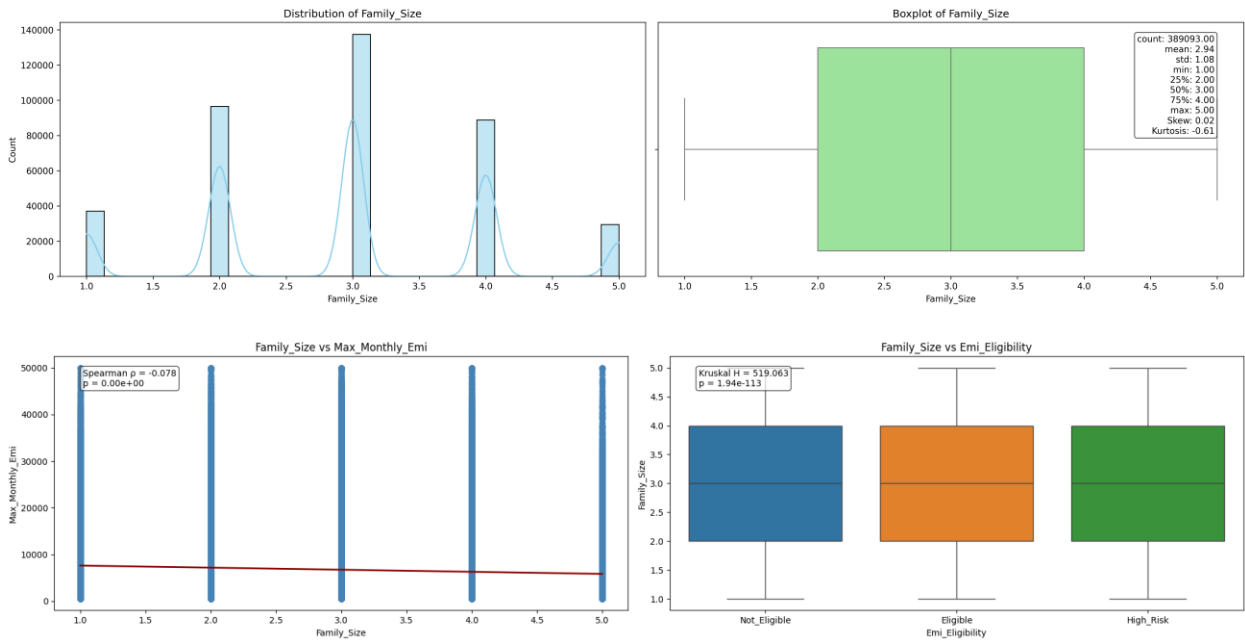 Distribution of Family_Size
140000
120000
100000
80000
60000
40000
20000
0
Count
1.0 1.5 2.0 2.5 3.0 3.5 4.0 4.5 5.0
Family_Size
Boxplot of Family_Size
count: 389093.00
mean: 2.94
std: 1.08
min: 1.00
25%: 2.00
50%: 3.00
75%: 4.00
max: 5.00
Skew: 0.02
Kurtosis: -0.61
1.0 1.5 2.0 2.5 3.0 3.5 4.0 4.5 5.0
Family_Size
Family_Size vs Max_Monthly_Emi
Spearman ρ = -0.078
p = 0.00e+00
50000
40000
30000
20000
10000
0
Max_Monthly_Emi
1.0 1.5 2.0 2.5 3.0 3.5 4.0 4.5 5.0
Family_Size
Family_Size vs Emi_Eligibility
Kruskal H = 519.063
p = 1.94e-113
5.0
4.5
4.0
3.5
3.0
2.5
2.0
1.5
1.0
Family_Size
Not_Eligible Eligible High_Risk
Emi_Eligibility